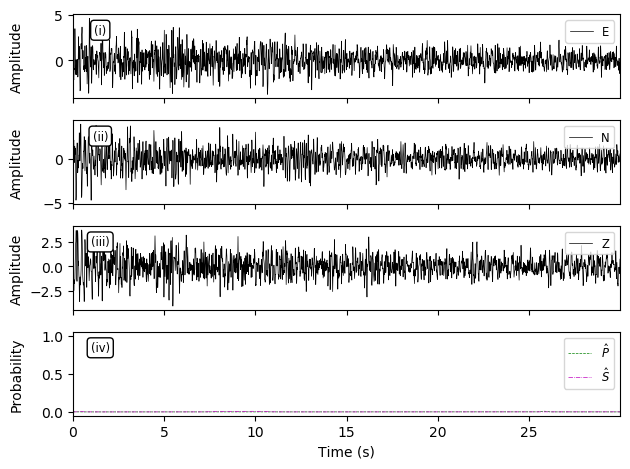 5
0
Amplitude
(i)
E
0
−5
Amplitude
(ii)
N
2.5
0.0
−2.5
Amplitude
(iii)
Z
1.0
0.5
0.0
Probability
(iv)
P̂
Ŝ
0 5 10 15 20 25
Time (s)